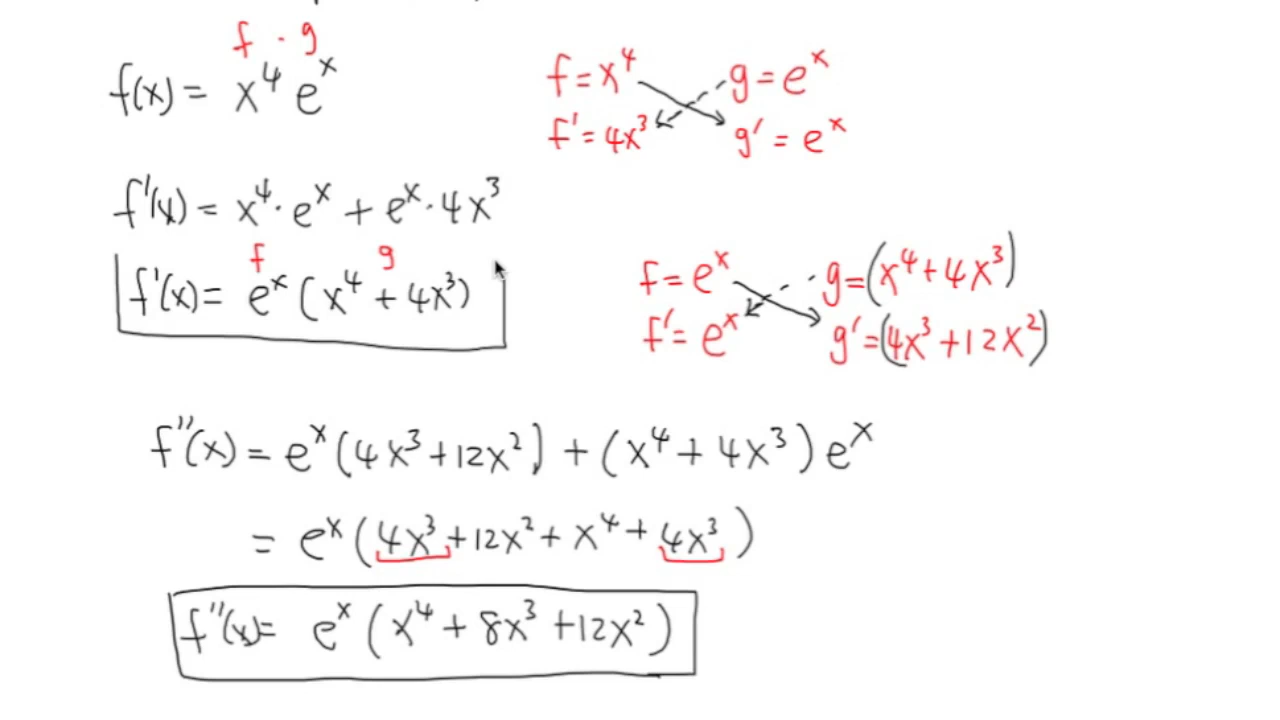 f · g
f(x) = x⁴ eˣ
f = x⁴ g = eˣ
f' = 4x³ g' = eˣ
f'(x) = x⁴ · eˣ + eˣ · 4x³
f g
f'(x) = eˣ (x⁴ + 4x³)
f = eˣ g = (x⁴ + 4x³)
f' = eˣ g' = (4x³ + 12x²)
f''(x) = eˣ (4x³ + 12x²) + (x⁴ + 4x³) eˣ
= eˣ (4x³ + 12x² + x⁴ + 4x³)
f''(x) = eˣ (x⁴ + 8x³ + 12x²)